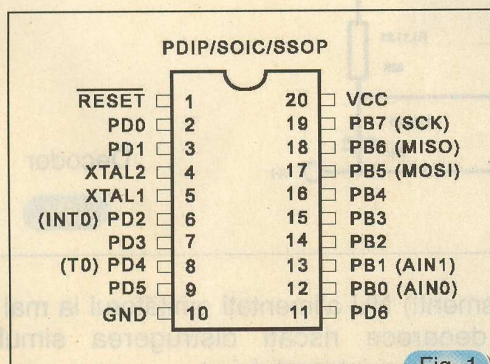 PDIP/SOIC/SSOP
RESET 1 20 VCC
PD0 2 19 PB7 (SCK)
PD1 3 18 PB6 (MISO)
XTAL2 4 17 PB5 (MOSI)
XTAL1 5 16 PB4
(INT0) PD2 6 15 PB3
PD3 7 14 PB2
(T0) PD4 8 13 PB1 (AIN1)
PD5 9 12 PB0 (AIN0)
GND 10 11 PD6
Fig. 1